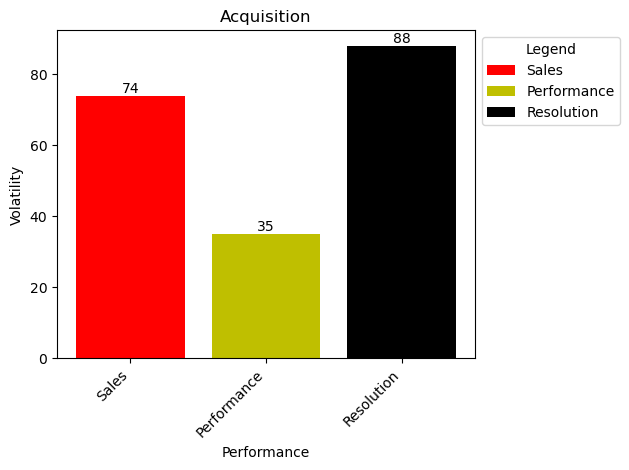 Acquisition
88
74
35
80
60
40
20
0
Volatility
Sales
Performance
Resolution
Performance
Legend
Sales
Performance
Resolution